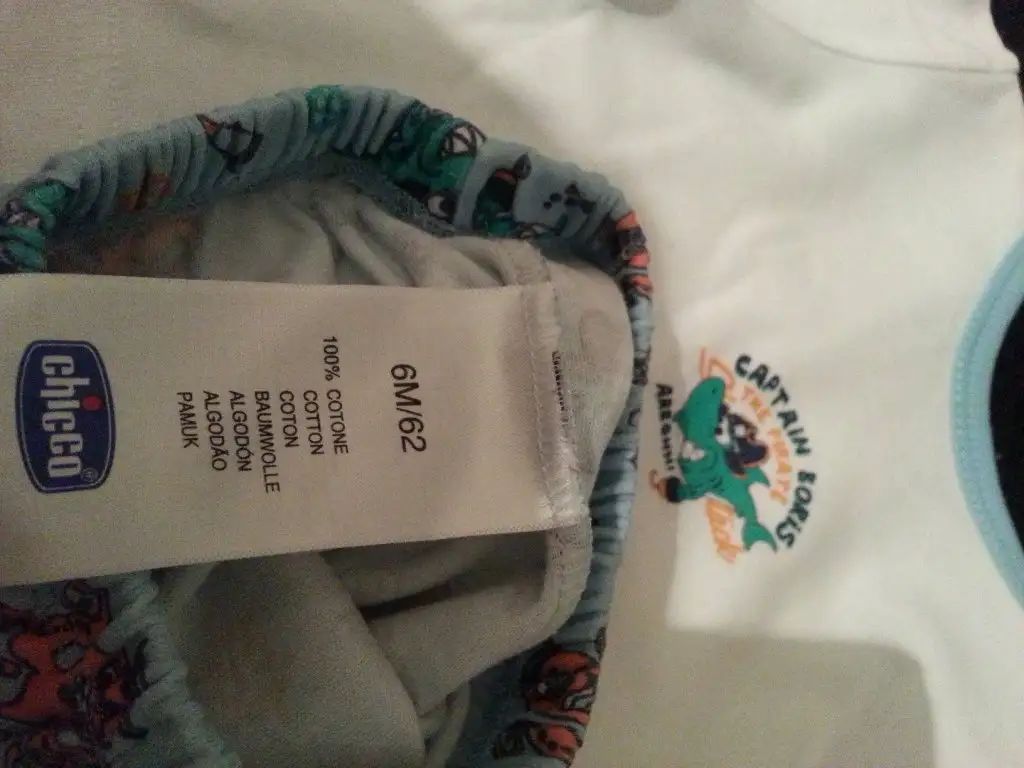 6M/62
100% COTONE
COTTON
COTON
BAUMWOLLE
ALGODÓN
ALGODÃO
PAMUK
chicco®
CAPTAIN BORIS
THE PIRATE